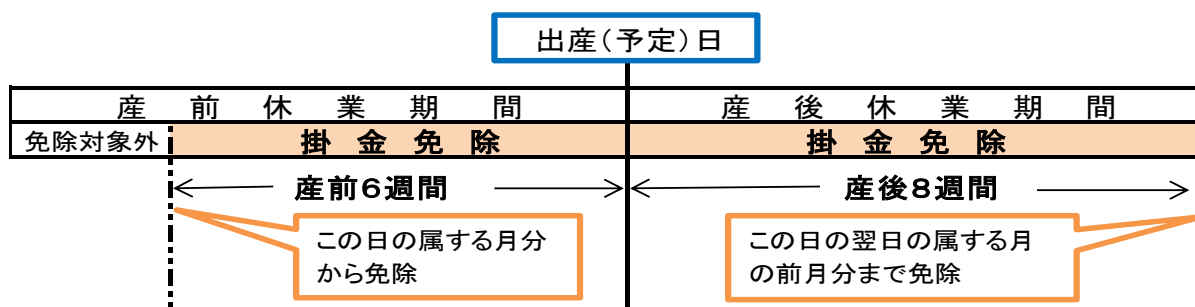 出産(予定)日
産前休業期間
産後休業期間
免除対象外
掛金免除
掛金免除
産前6週間
産後8週間
この日の属する月分
から免除
この日の翌日の属する月
の前月分まで免除